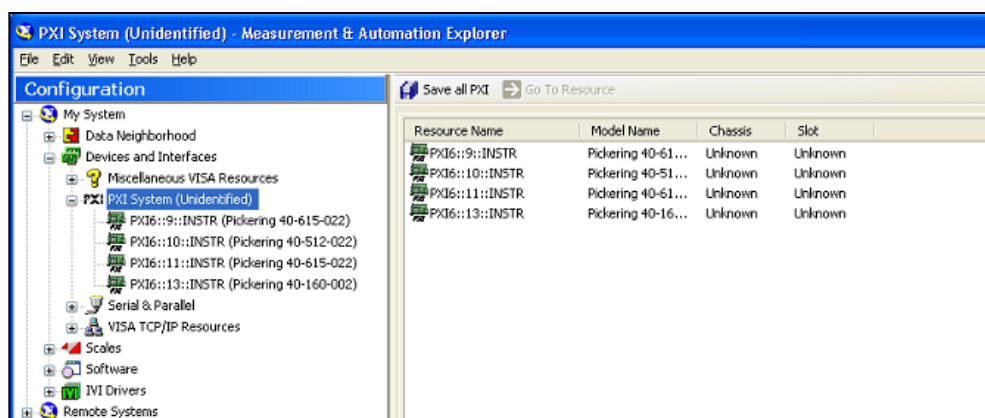 PXI System (Unidentified) - Measurement & Automation Explorer
File Edit View Tools Help
Configuration
My System
Data Neighborhood
Devices and Interfaces
Miscellaneous VISA Resources
PXI PXI System (Unidentified)
PXI6::9::INSTR (Pickering 40-615-022)
PXI6::10::INSTR (Pickering 40-512-022)
PXI6::11::INSTR (Pickering 40-615-022)
PXI6::13::INSTR (Pickering 40-160-002)
Serial & Parallel
VISA TCP/IP Resources
Scales
Software
IVI Drivers
Remote Systems
Save all PXI Go To Resource
Resource Name Model Name Chassis Slot
PXI6::9::INSTR Pickering 40-61... Unknown Unknown
PXI6::10::INSTR Pickering 40-51... Unknown Unknown
PXI6::11::INSTR Pickering 40-61... Unknown Unknown
PXI6::13::INSTR Pickering 40-16... Unknown Unknown